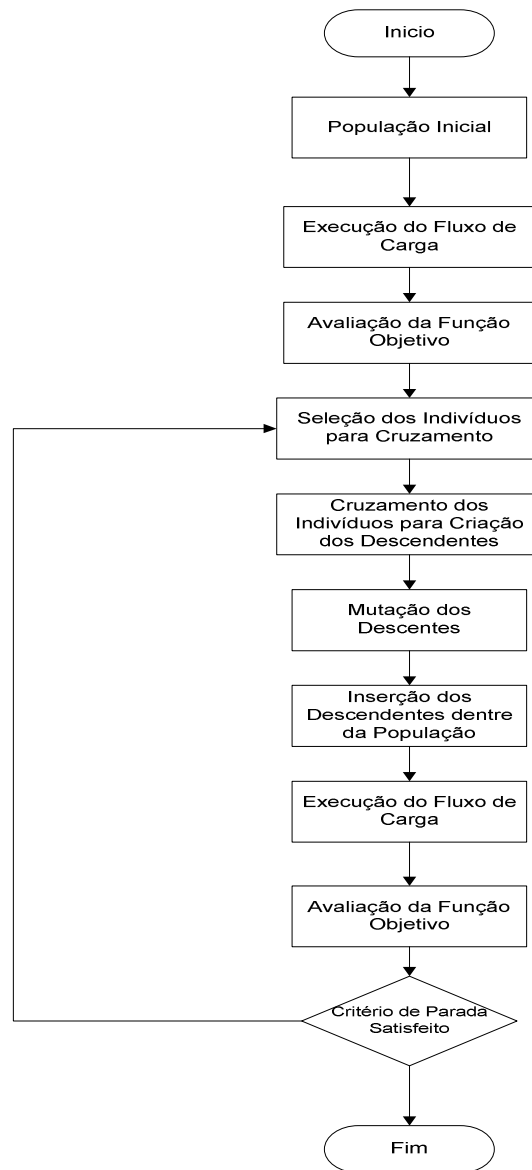 Inicio
População Inicial
Execução do Fluxo de
Carga
Avaliação da Função
Objetivo
Seleção dos Indivíduos
para Cruzamento
Cruzamento dos
Indivíduos para Criação
dos Descendentes
Mutação dos
Descentes
Inserção dos
Descendentes dentre
da População
Execução do Fluxo de
Carga
Avaliação da Função
Objetivo
Critério de Parada
Satisfeito
Fim